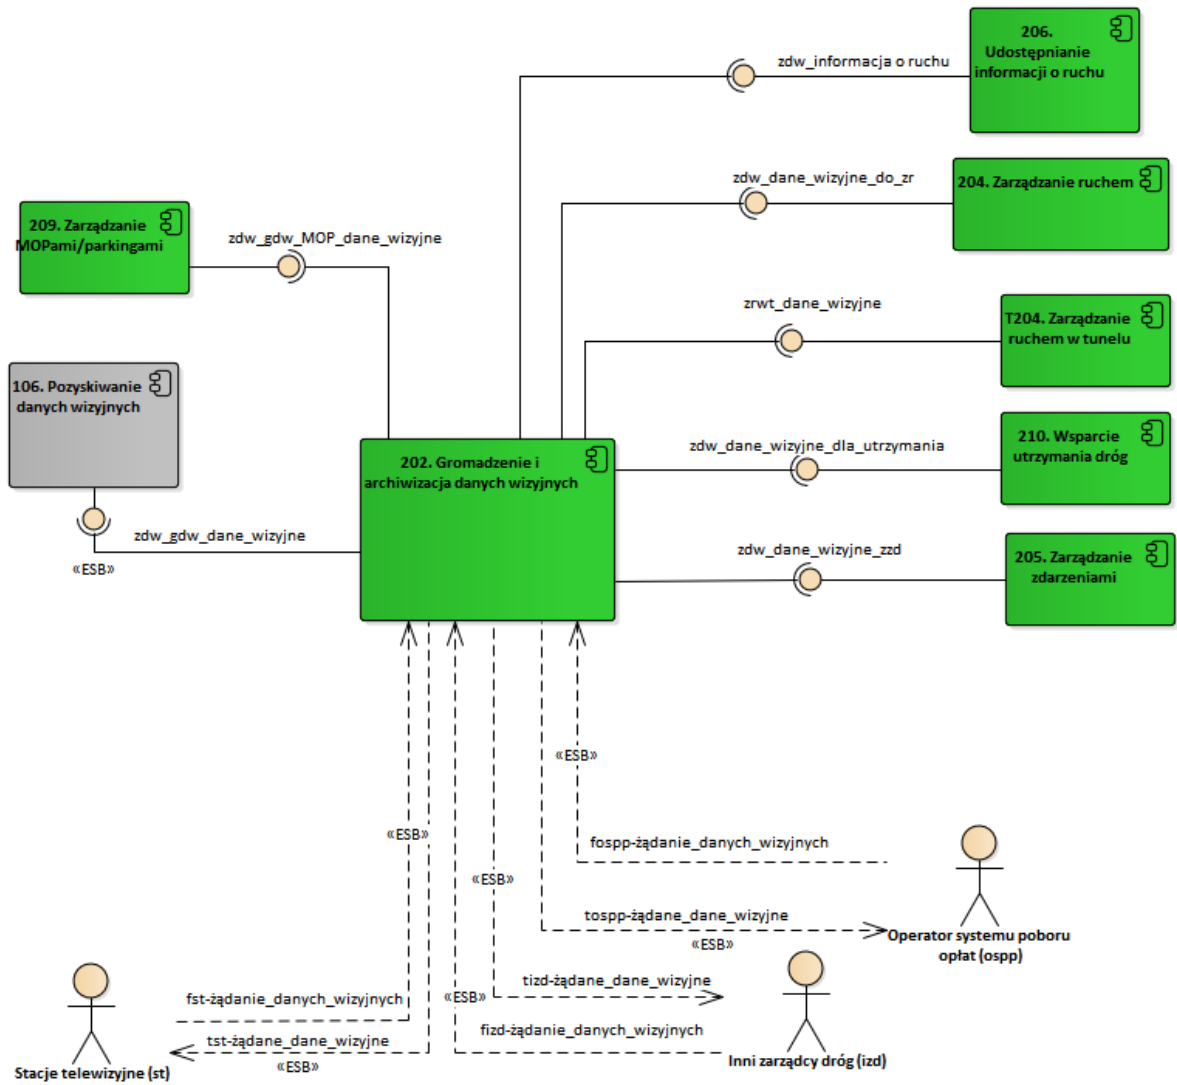 206.
Udostępnianie
informacji o ruchu
zdw_informacja o ruchu
204. Zarządzanie ruchem
zdw_dane_wizyjne_do_zr
209. Zarządzanie
MOPami/parkingami
zdw_gdw_MOP_dane_wizyjne
T204. Zarządzanie
ruchem w tunelu
zrwt_dane_wizyjne
106. Pozyskiwanie
danych wizyjnych
210. Wsparcie
utrzymania dróg
zdw_dane_wizyjne_dla_utrzymania
202. Gromadzenie i
archiwizacja danych wizyjnych
zdw_gdw_dane_wizyjne
«ESB»
zdw_dane_wizyjne_zzd
205. Zarządzanie
zdarzeniami
«ESB»
«ESB»
fospp-żądanie_danych_wizyjnych
«ESB»
tospp-żądane_dane_wizyjne
«ESB»
Operator systemu poboru
opłat (ospp)
tizd-żądane_dane_wizyjne
«ESB»
fst-żądanie_danych_wizyjnych
fizd-żądanie_danych_wizyjnych
tst-żądane_dane_wizyjne
«ESB»
Inni zarządcy dróg (izd)
Stacje telewizyjne (st)